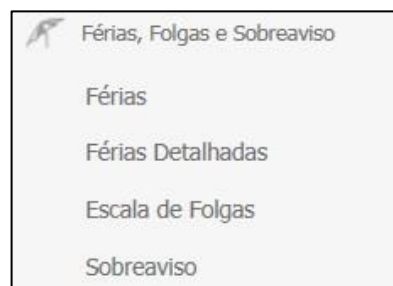 Férias, Folgas e Sobreaviso
Férias
Férias Detalhadas
Escala de Folgas
Sobreaviso